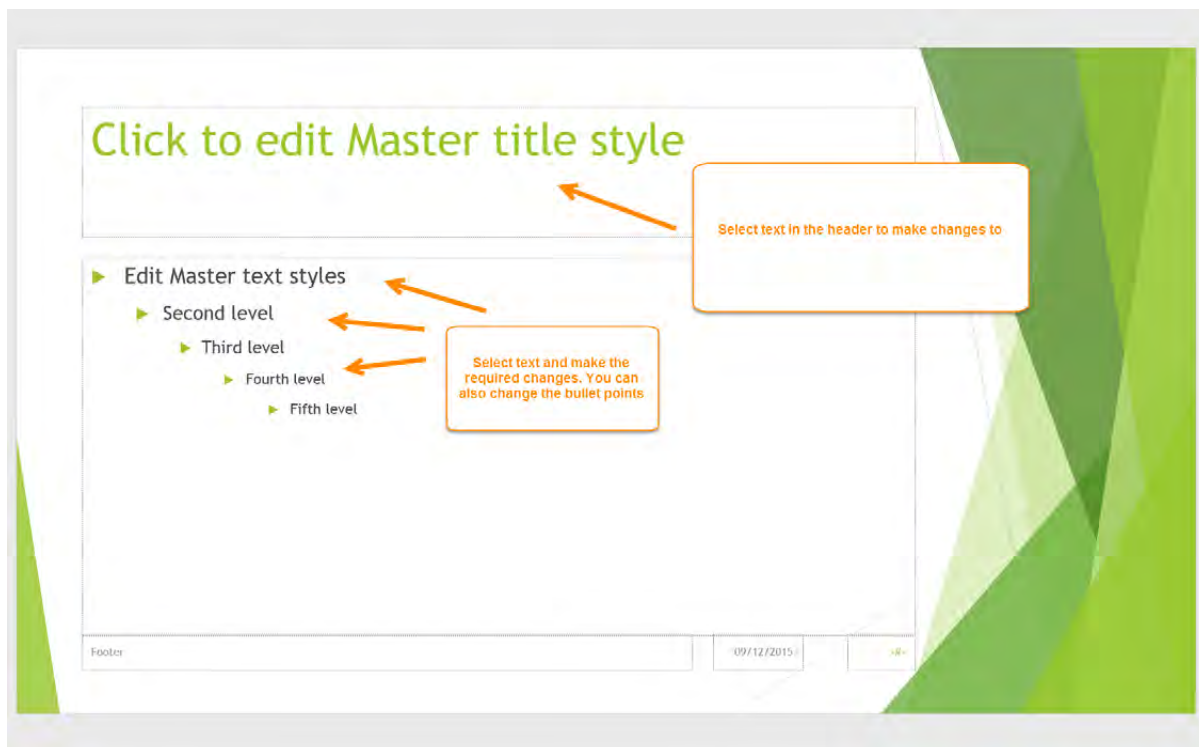 Click to edit Master title style
Select text in the header to make changes to
Edit Master text styles
Second level
Third level
Fourth level
Fifth level
Select text and make the
required changes. You can
also change the bullet points
Footer
09/12/2015
‹#›